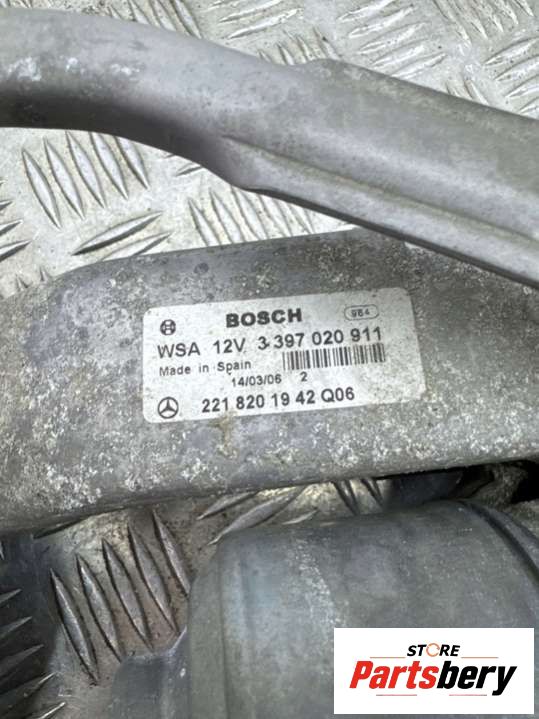 BOSCH 984
WSA 12V 3 397 020 911
Made in Spain
14/03/06 2
221 820 19 42 Q06
STORE
Partsbery